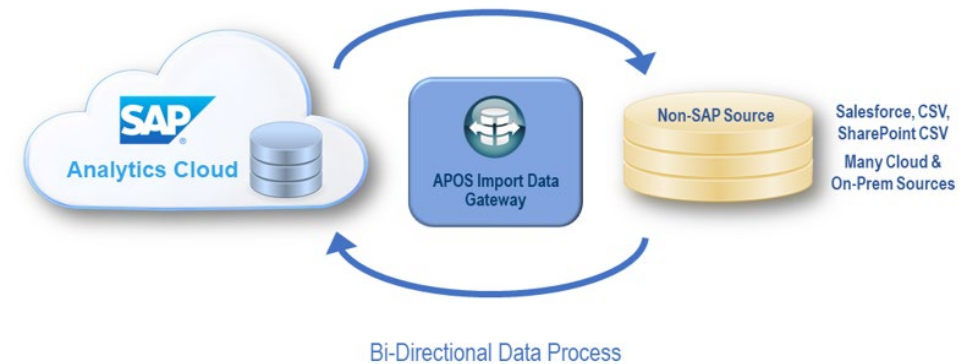 SAP
Analytics Cloud
APOS Import Data
Gateway
Non-SAP Source
Salesforce, CSV,
SharePoint CSV
Many Cloud &
On-Prem Sources
Bi-Directional Data Process